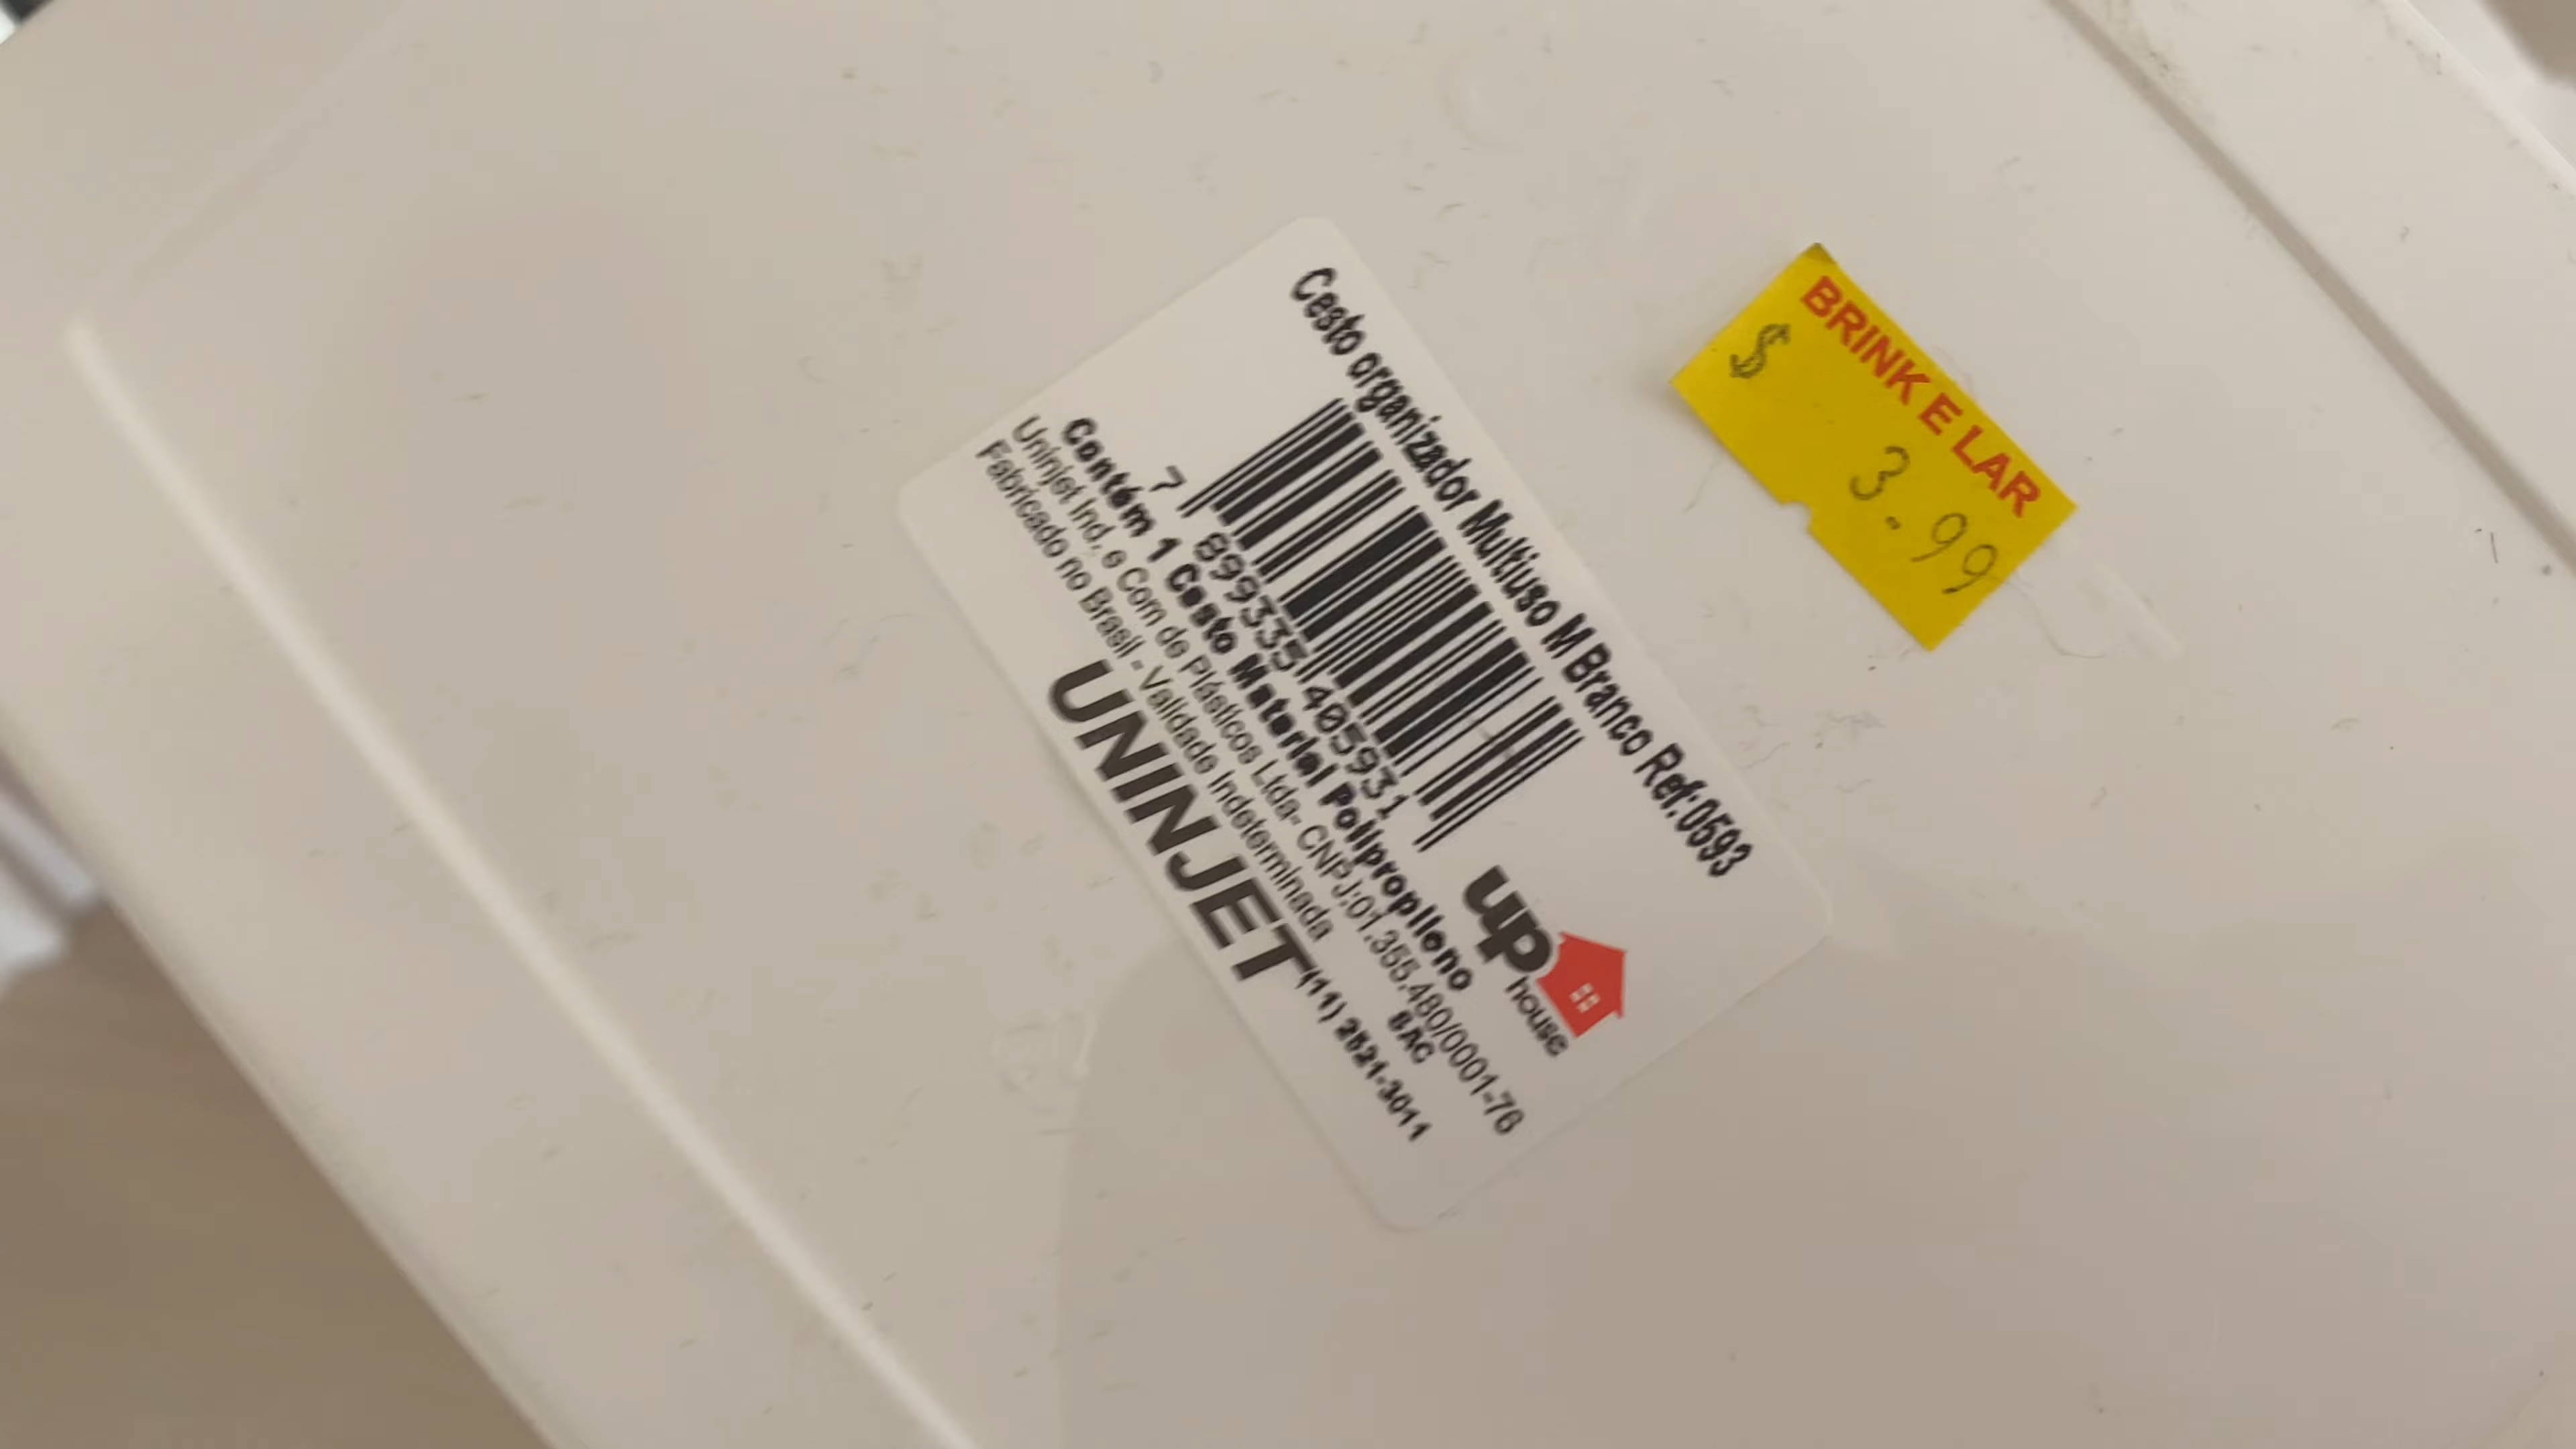 Cesto organizador Multiuso M Branco Ref:0593
7 899335 405931
up
house
Contém 1 Cesto Material Polipropileno
Uninjet Ind. e Com de Plásticos Ltda- CNPJ:01.355.480/0001-76
Fabricado no Brasil - Validade Indeterminada
SAC
UNINJET (11) 2521-3011
BRINK E LAR
$ 3.99